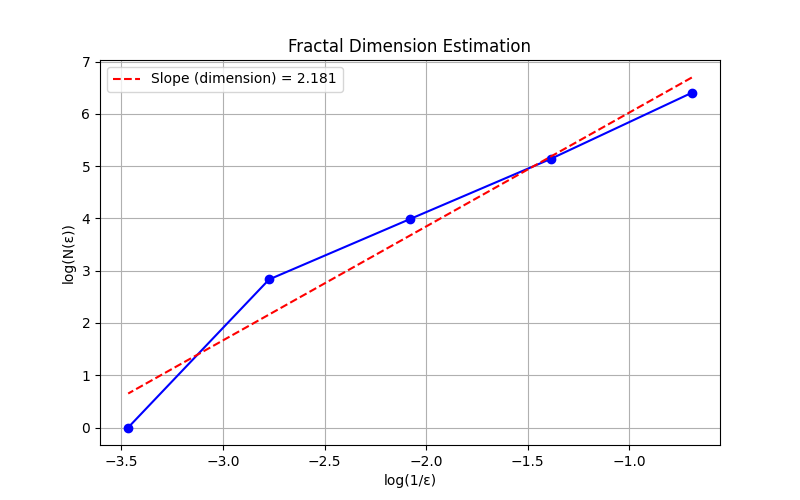 Fractal Dimension Estimation
Slope (dimension) = 2.181
log(N(ε))
7
6
5
4
3
2
1
0
−3.5 −3.0 −2.5 −2.0 −1.5 −1.0
log(1/ε)